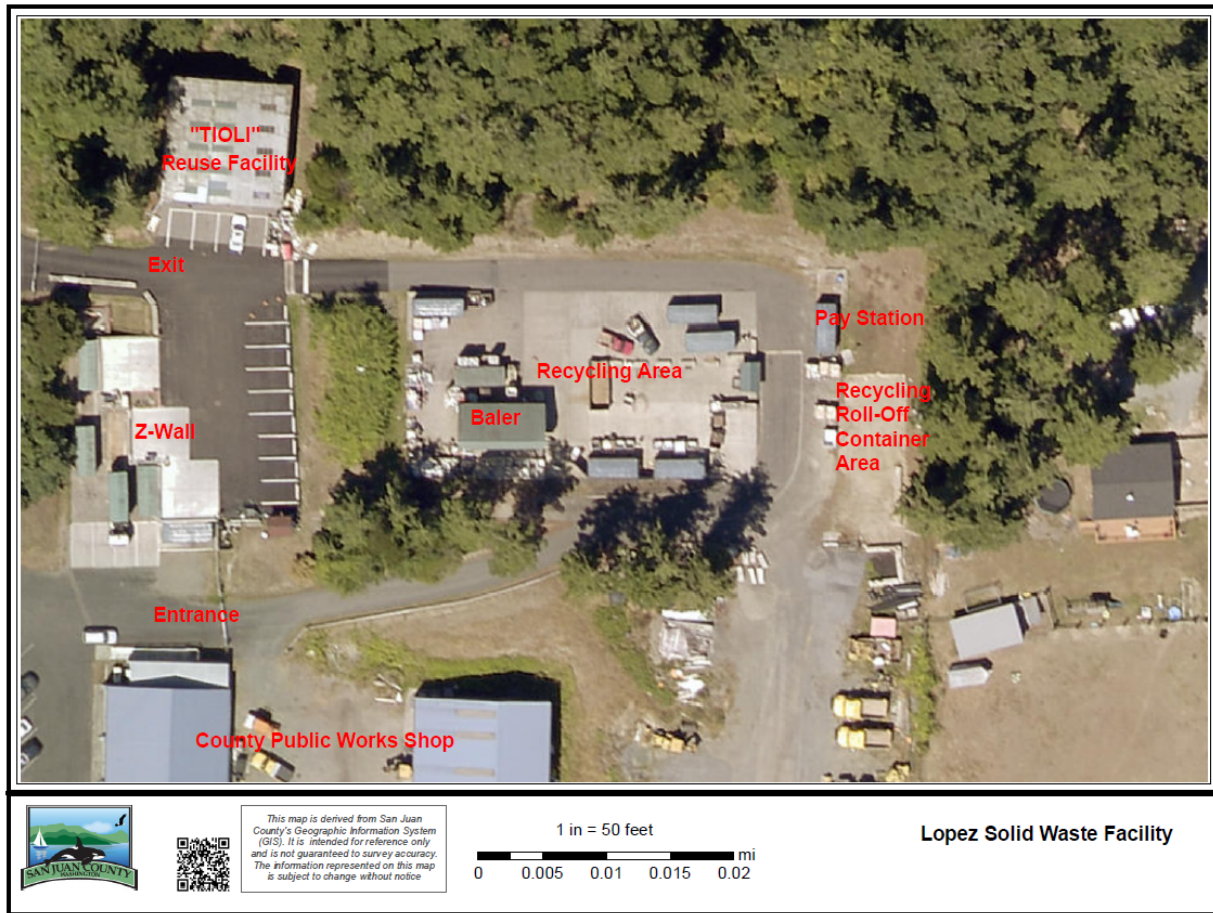 "TIOLI"
Reuse Facility
Exit
Pay Station
Recycling Area
Recycling
Roll-Off
Container
Area
Baler
Z-Wall
Entrance
County Public Works Shop
SAN JUAN COUNTY
WASHINGTON
This map is derived from San Juan
County's Geographic Information System
(GIS). It is intended for reference only
and is not guaranteed to survey accuracy.
The information represented on this map
is subject to change without notice
1 in = 50 feet
mi
0 0.005 0.01 0.015 0.02
Lopez Solid Waste Facility